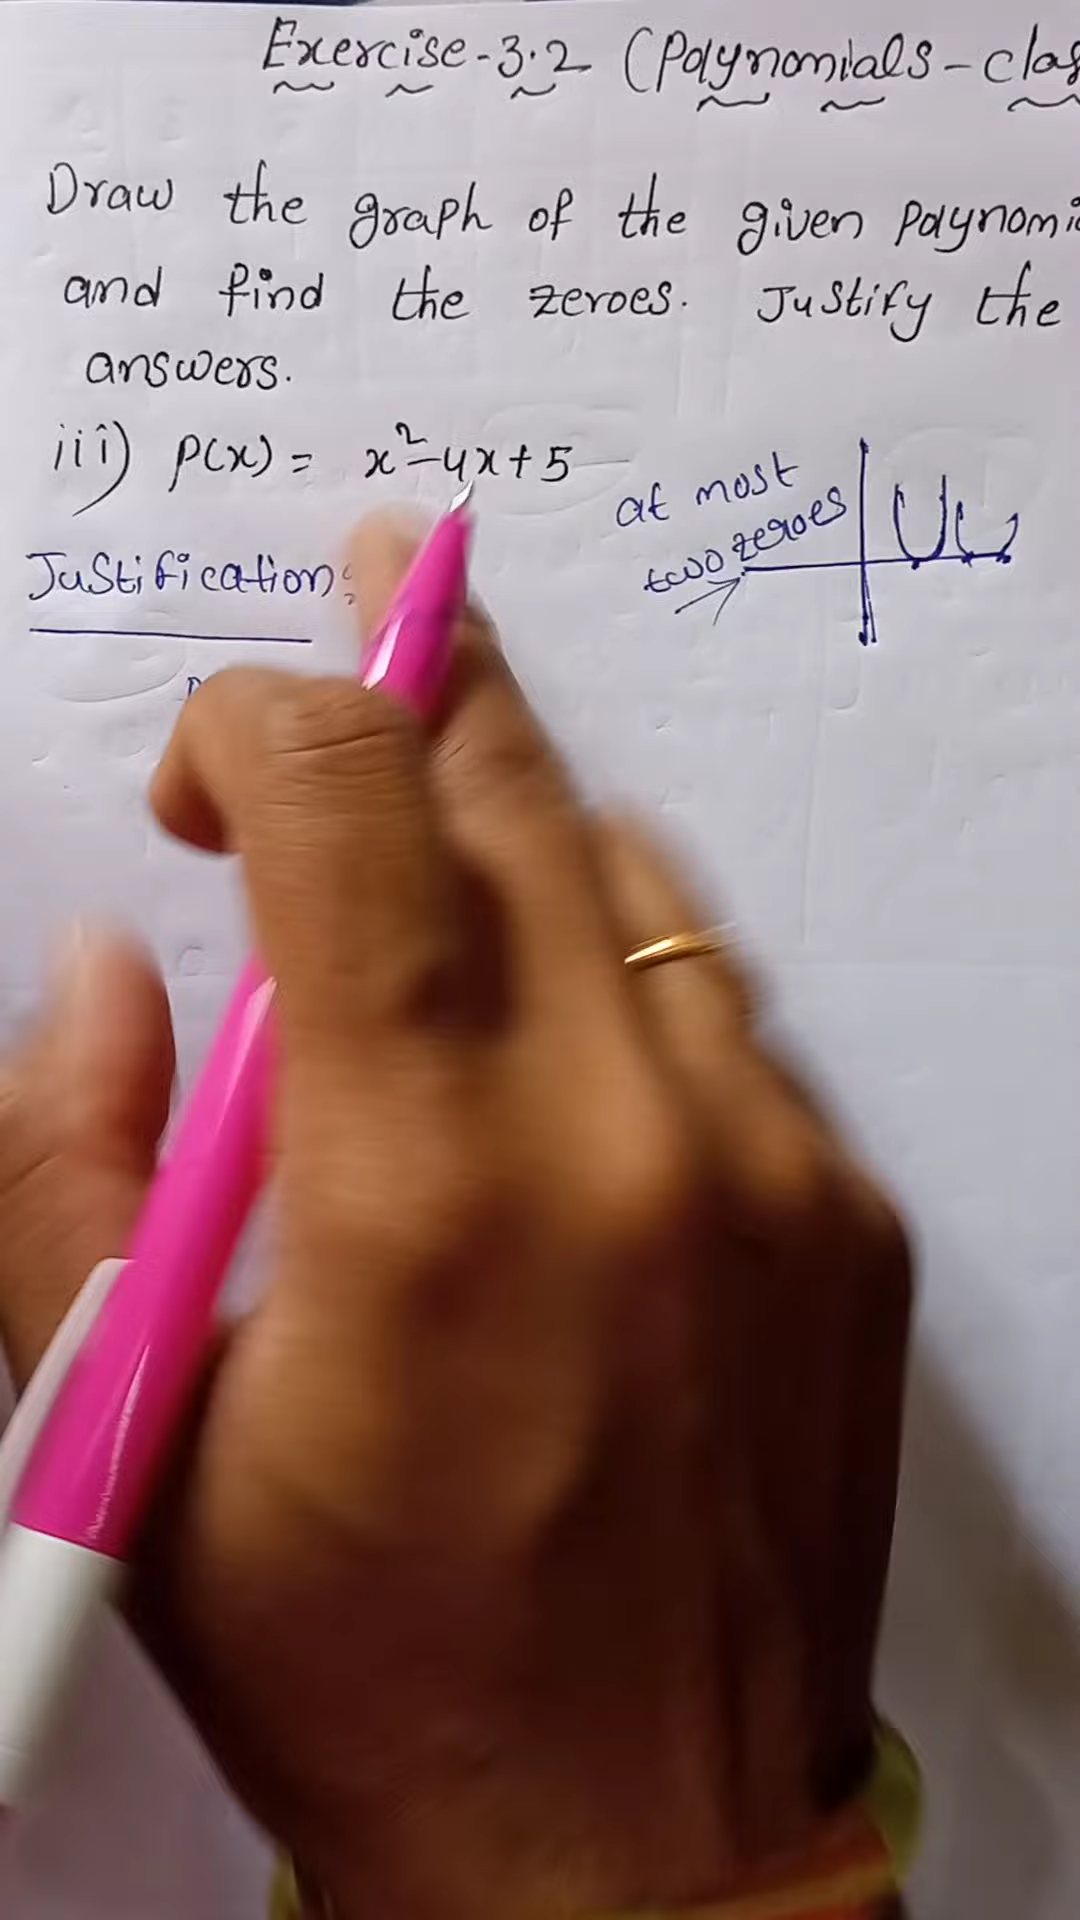 Exercise-3.2 (Polynomials-clas
Draw the graph of the given Polynomi
and find the zeroes. Justify the
answers.
iii) P(x) = x²-4x+5
at most
two zeroes
Justification: